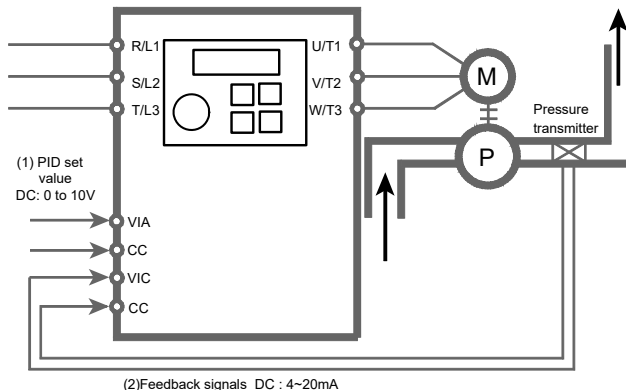 R/L1
U/T1
S/L2
V/T2
T/L3
W/T3
M
P
Pressure
transmitter
(1) PID set
value
DC: 0 to 10V
VIA
CC
VIC
CC
(2)Feedback signals DC : 4~20mA